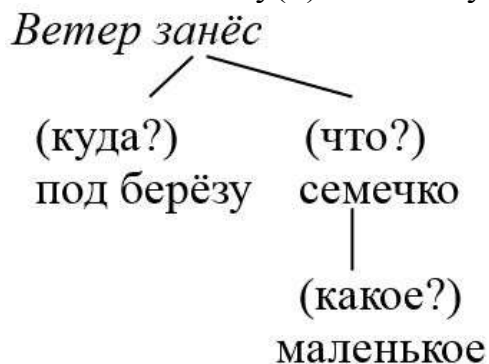 Ветер занёс
(куда?) (что?)
под берёзу семечко
(какое?)
маленькое